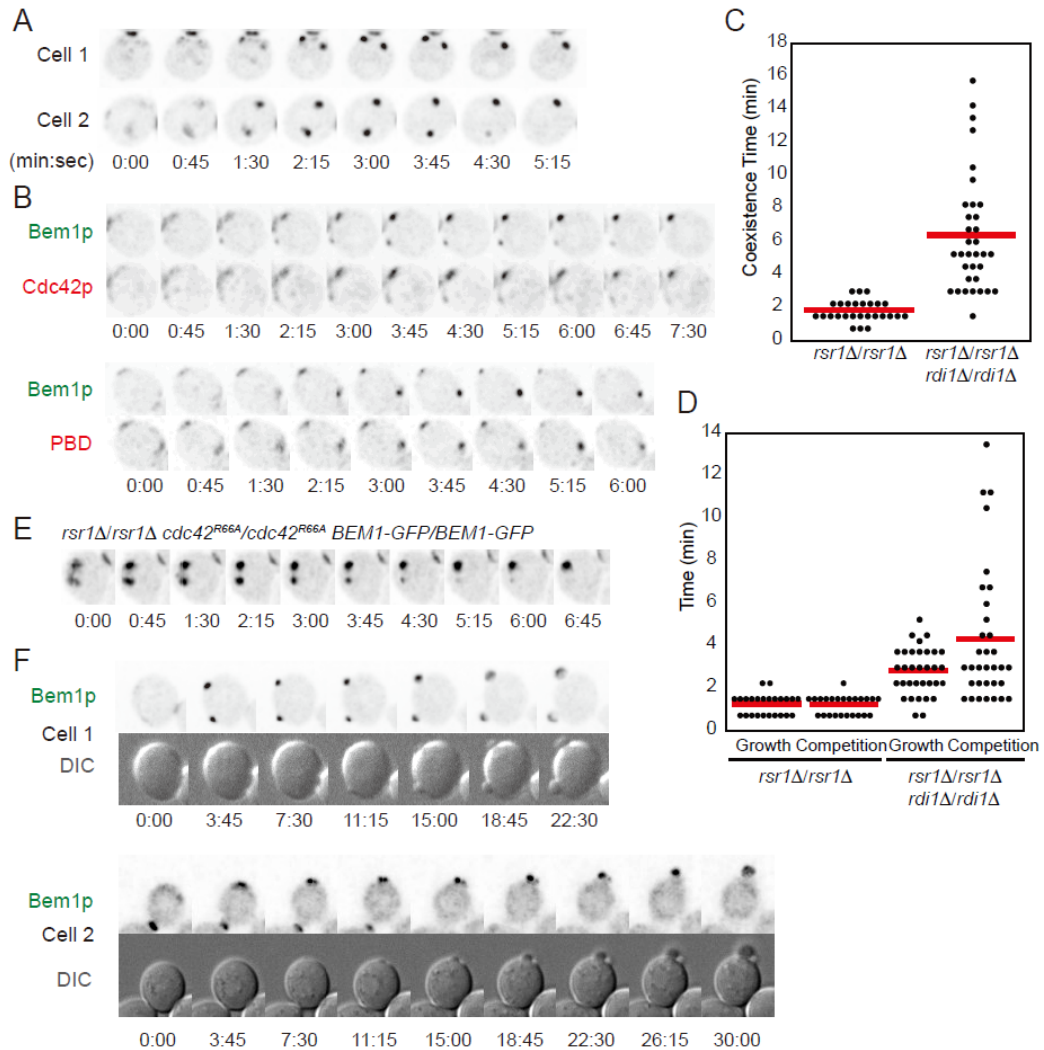 A
Cell 1
Cell 2
(min:sec) 0:00 0:45 1:30 2:15 3:00 3:45 4:30 5:15
B
Bem1p
Cdc42p
0:00 0:45 1:30 2:15 3:00 3:45 4:30 5:15 6:00 6:45 7:30
Bem1p
PBD
0:00 0:45 1:30 2:15 3:00 3:45 4:30 5:15 6:00
C
Coexistence Time (min)
18
16
14
12
10
8
6
4
2
0
rsr1Δ/rsr1Δ rsr1Δ/rsr1Δ
rdi1Δ/rdi1Δ
D
Time (min)
14
12
10
8
6
4
2
0
Growth Competition Growth Competition
rsr1Δ/rsr1Δ rsr1Δ/rsr1Δ
rdi1Δ/rdi1Δ
E
rsr1Δ/rsr1Δ cdc42R66A/cdc42R66A BEM1-GFP/BEM1-GFP
0:00 0:45 1:30 2:15 3:00 3:45 4:30 5:15 6:00 6:45
F
Bem1p
Cell 1
DIC
0:00 3:45 7:30 11:15 15:00 18:45 22:30
Bem1p
Cell 2
DIC
0:00 3:45 7:30 11:15 15:00 18:45 22:30 26:15 30:00